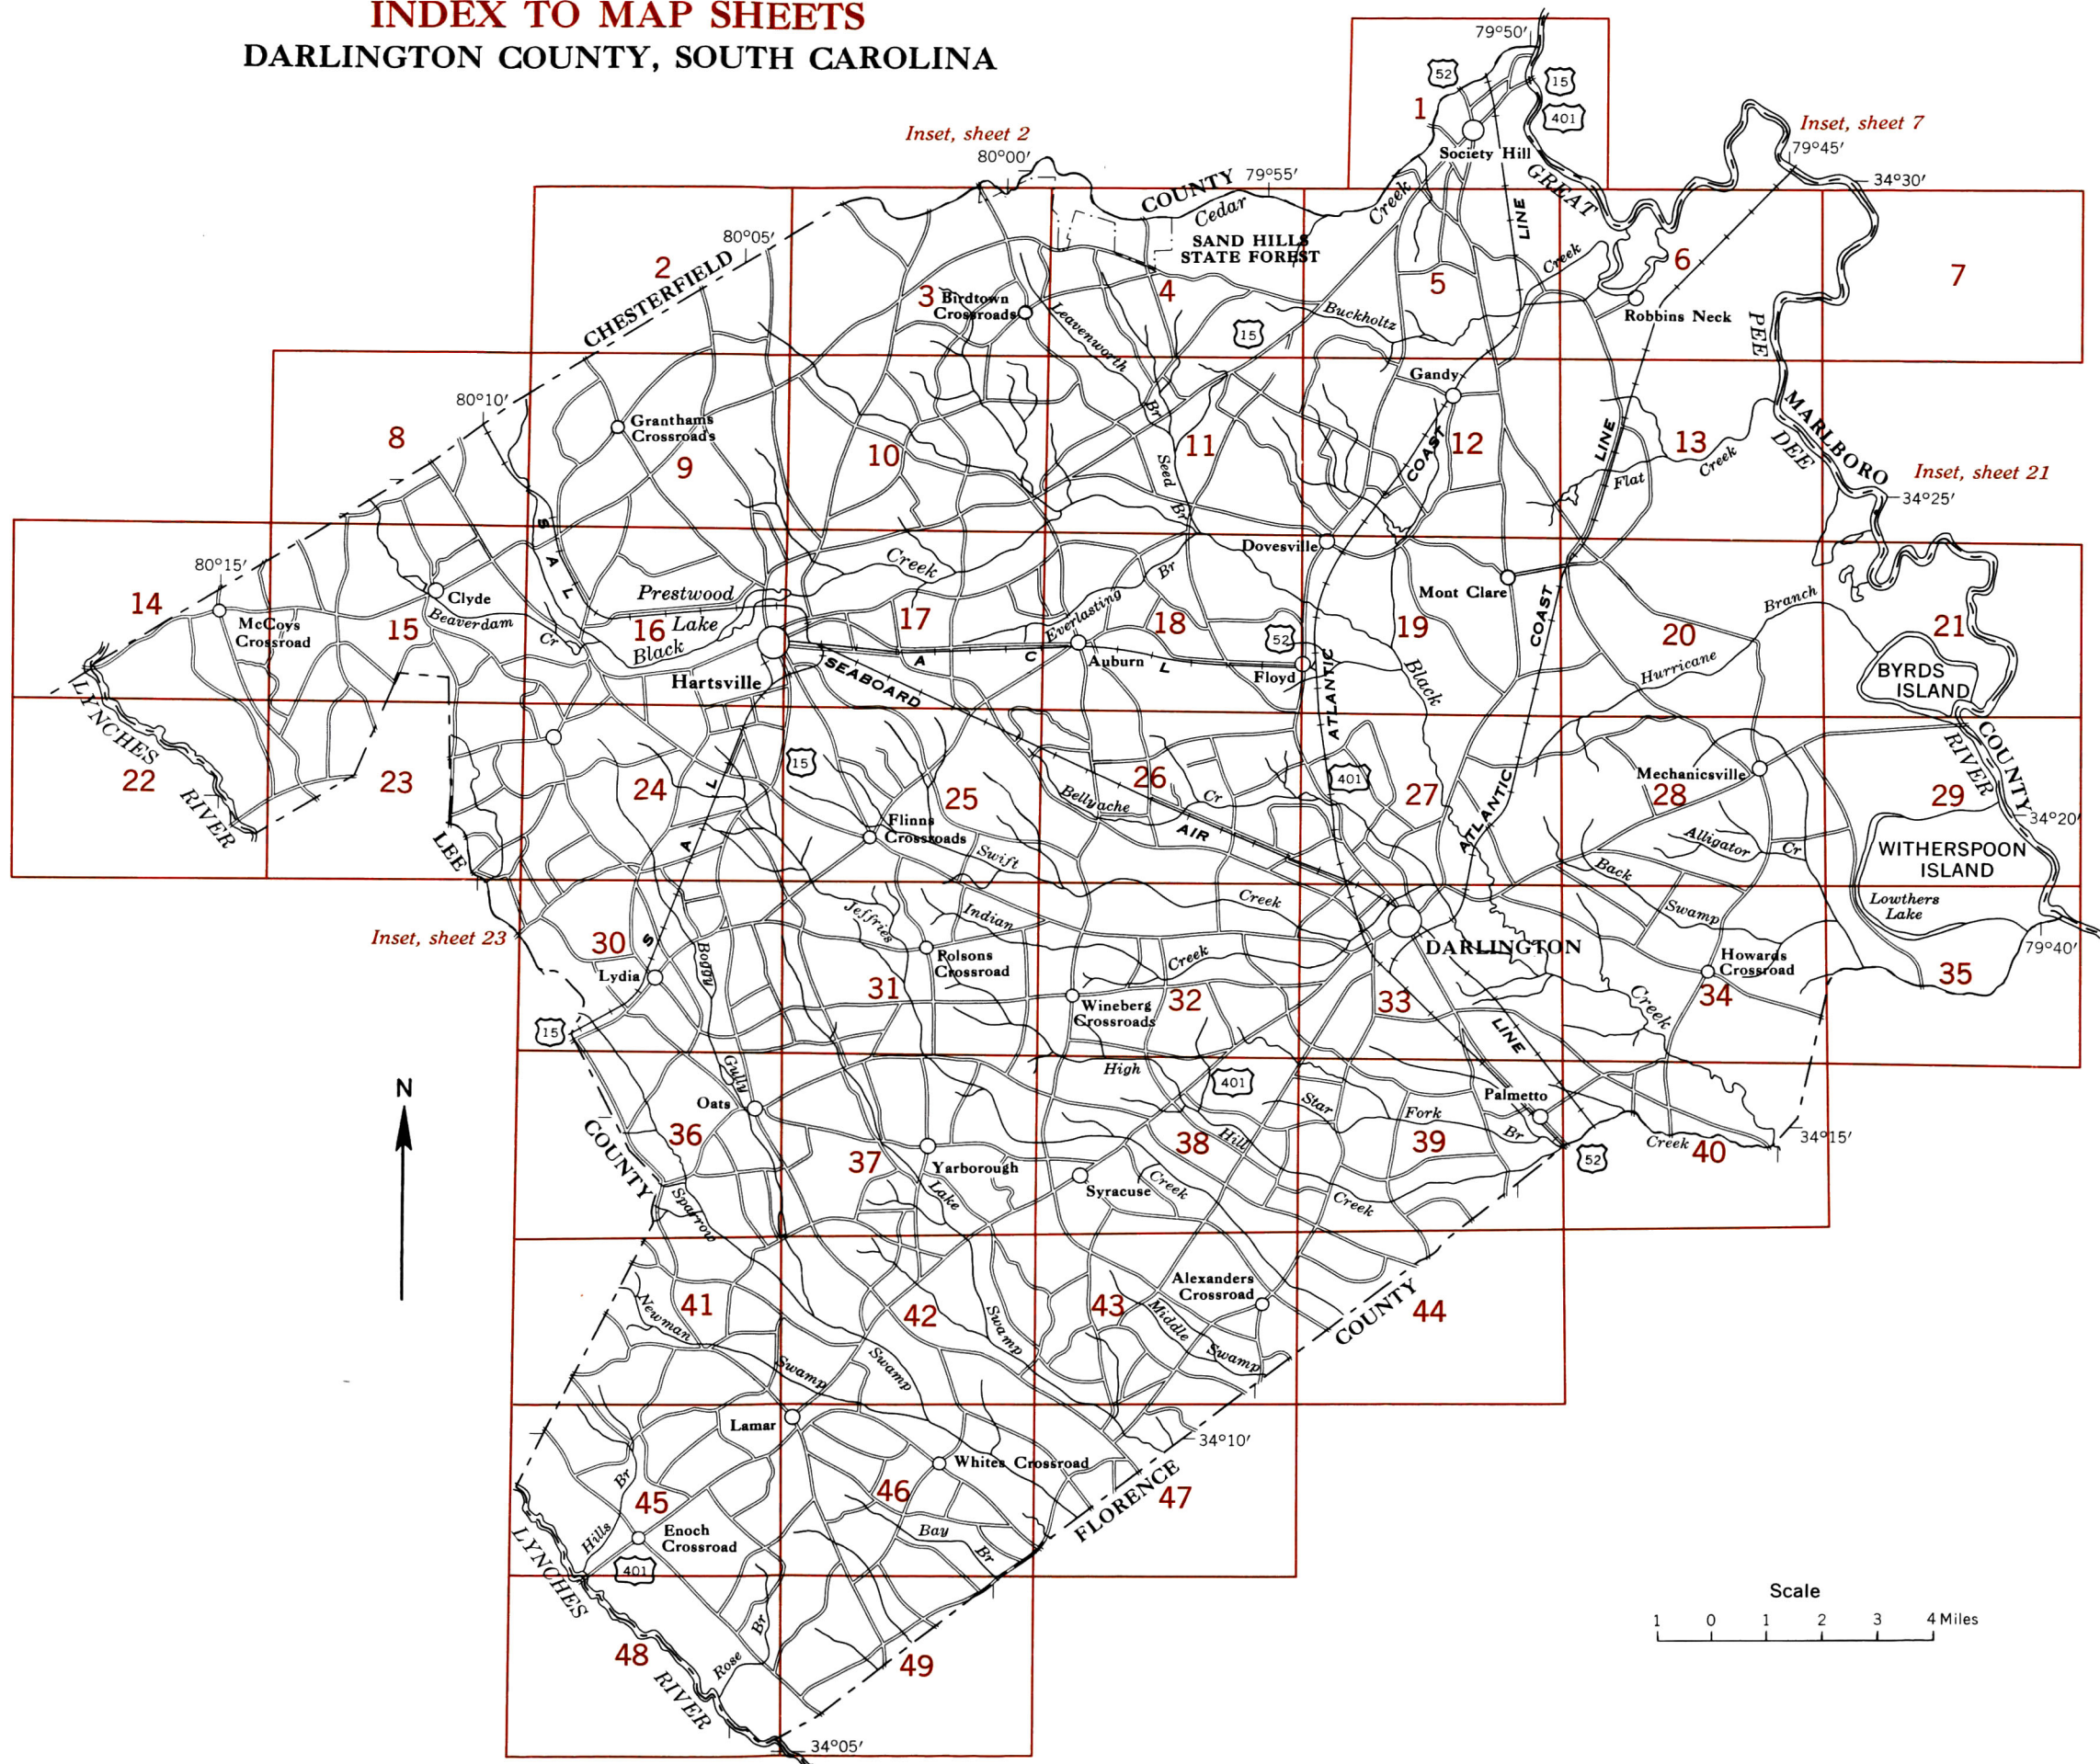 INDEX TO MAP SHEETS
DARLINGTON COUNTY, SOUTH CAROLINA
79°50'
52
15
1
401
Inset, sheet 2
Inset, sheet 7
80°00'
Society Hill
79°45'
COUNTY
79°55'
GREAT
34°30'
Cedar
Creek
LINE
80°05'
SAND HILLS
STATE FOREST
CHESTERFIELD
2
3
Birdtown
Crossroads
4
5
Creek
6
7
Leavenworth
15
Buckholtz
Robbins Neck
PEE
Gandy
80°10'
Granthams
Crossroads
Br
MARLBORO
8
9
10
11
COAST
12
LINE
13
DEE
Seed
Flat
Creek
Inset, sheet 21
34°25'
S
A
L
Br
Dovesville
80°15'
Creek
Br
Prestwood
Lake
Mont Clare
COAST
Branch
14
Clyde
McCoys
Crossroad
Beaverdam
15
Cr
16
Black
17
Everlasting
18
52
19
20
21
A
C
L
SEABOARD
Auburn
Floyd
ATLANTIC
Black
Hurricane
BYRDS
ISLAND
Hartsville
LYNCHES
RIVER
22
23
24
L
15
25
26
401
27
ATLANTIC
Mechanicsville
28
29
COUNTY
RIVER
Bellyache
Cr
AIR
34°20'
Flinns
Crossroads
A
LEE
Swift
Alligator
Cr
WITHERSPOON
ISLAND
Back
Swamp
Creek
Jeffries
Indian
Lowthers
Lake
Inset, sheet 23
30
S
Boggy
Polsons
Crossroad
Creek
DARLINGTON
79°40'
Howards
Crossroad
Lydia
31
32
33
34
35
Wineberg
Crossroads
Creek
LINE
15
Gully
High
401
N
Oats
Star
Fork
Br
Palmetto
36
37
38
Hill
39
Creek
40
34°15'
COUNTY
Yarborough
Lake
Syracuse
Creek
Creek
52
Sparrow
Alexanders
Crossroad
41
Newman
42
Swamp
43
Middle
Swamp
COUNTY
44
Swamp
Swamp
Lamar
34°10'
Whites Crossroad
Br
45
46
47
FLORENCE
Enoch
Crossroad
Hills
Bay
Br
401
LYNCHES
Scale
1 0 1 2 3 4 Miles
Br
48
Rose
49
RIVER
34°05'